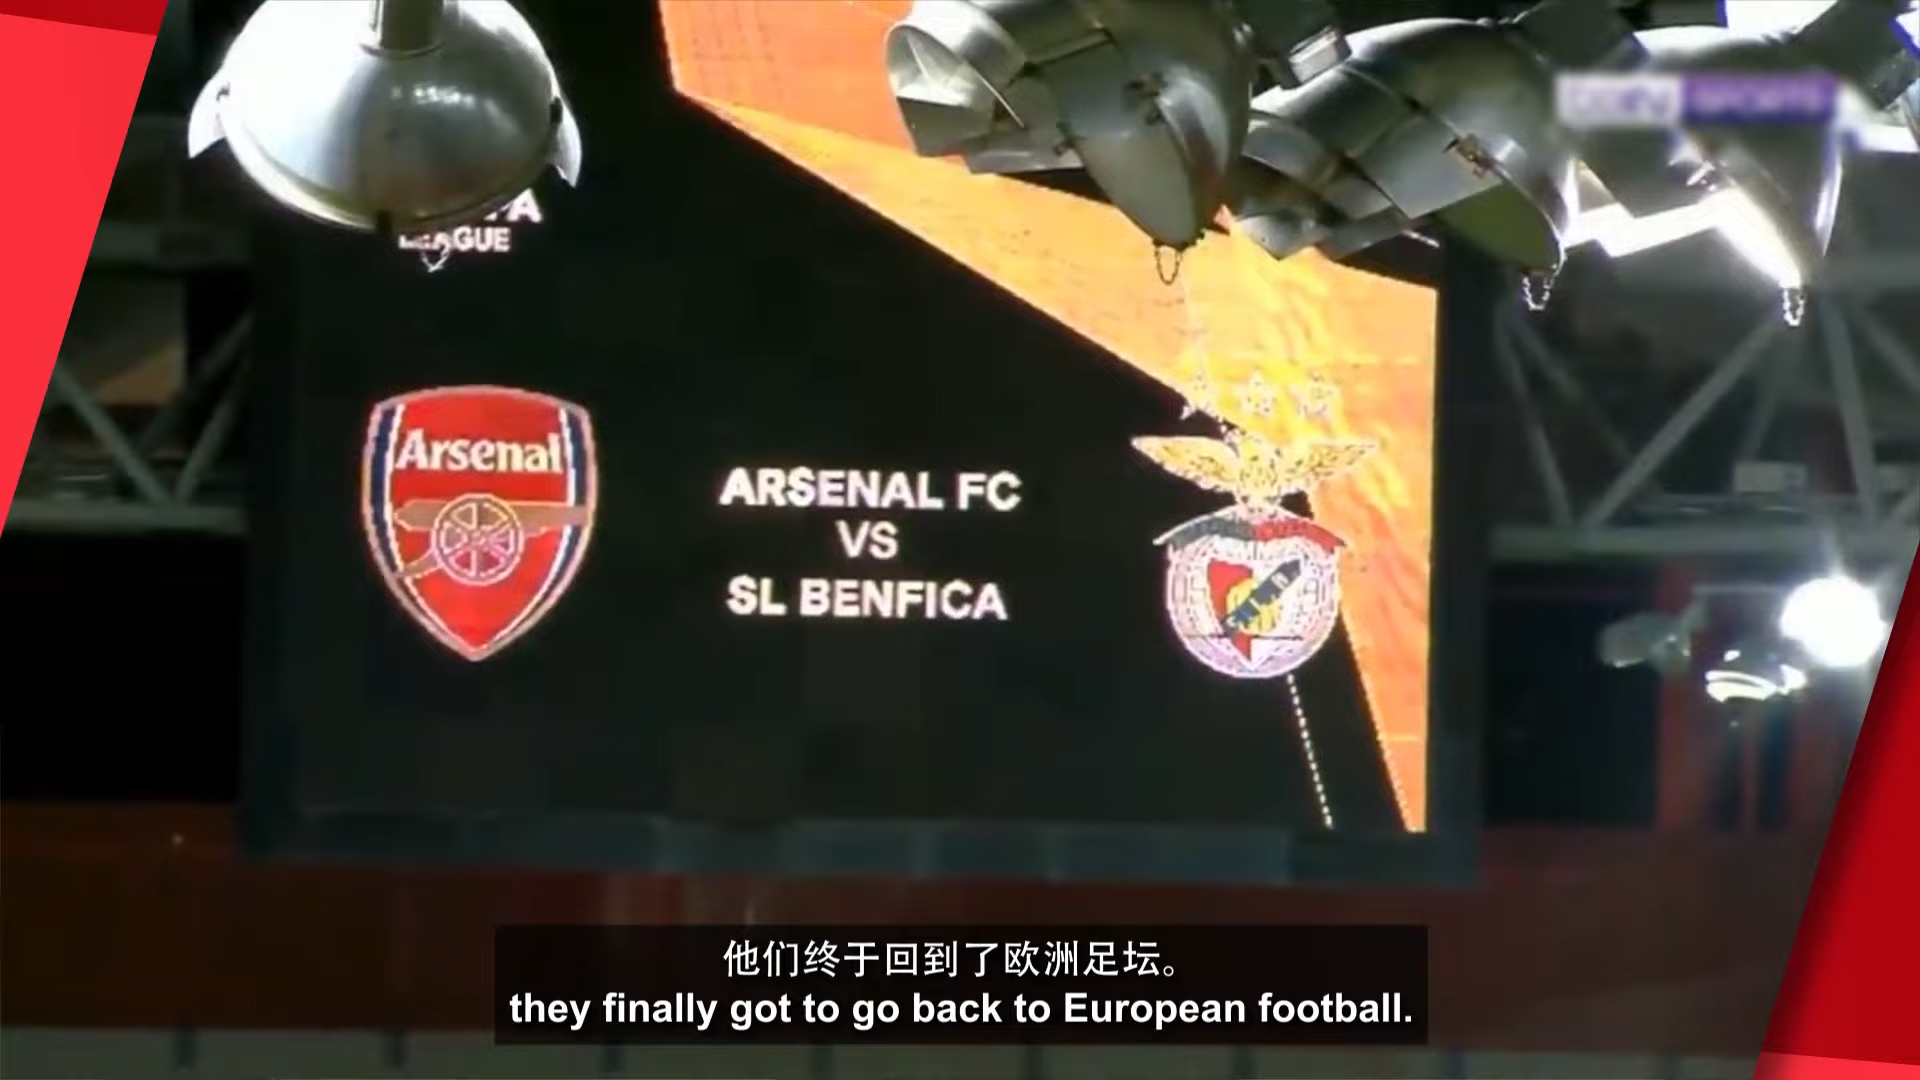 LEAGUE
Arsenal
ARSENAL FC
VS
SL BENFICA
他们终于回到了欧洲足坛。
they finally got to go back to European football.